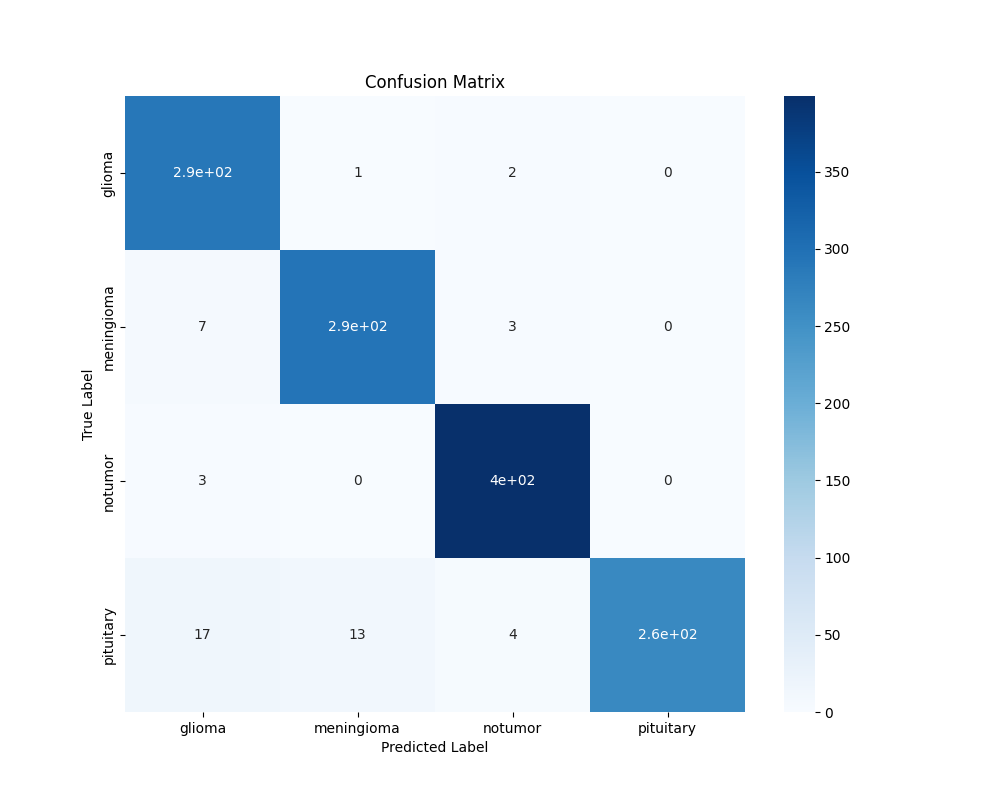 Confusion Matrix
True Label
glioma
2.9e+02 1 2 0
meningioma
7 2.9e+02 3 0
notumor
3 0 4e+02 0
pituitary
17 13 4 2.6e+02
glioma meningioma notumor pituitary
Predicted Label
350
300
250
200
150
100
50
0